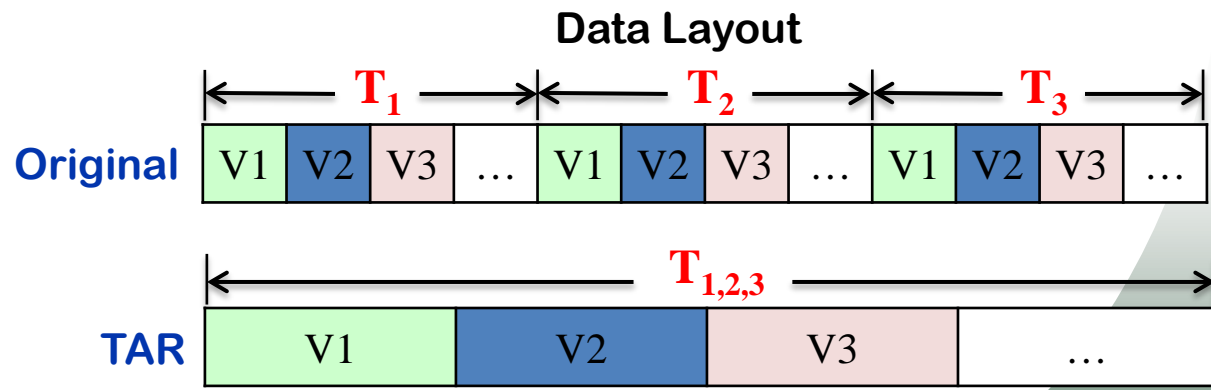 Data Layout
T₁ T₂ T₃
Original V1 V2 V3 … V1 V2 V3 … V1 V2 V3 …
T₁,₂,₃
TAR V1 V2 V3 …